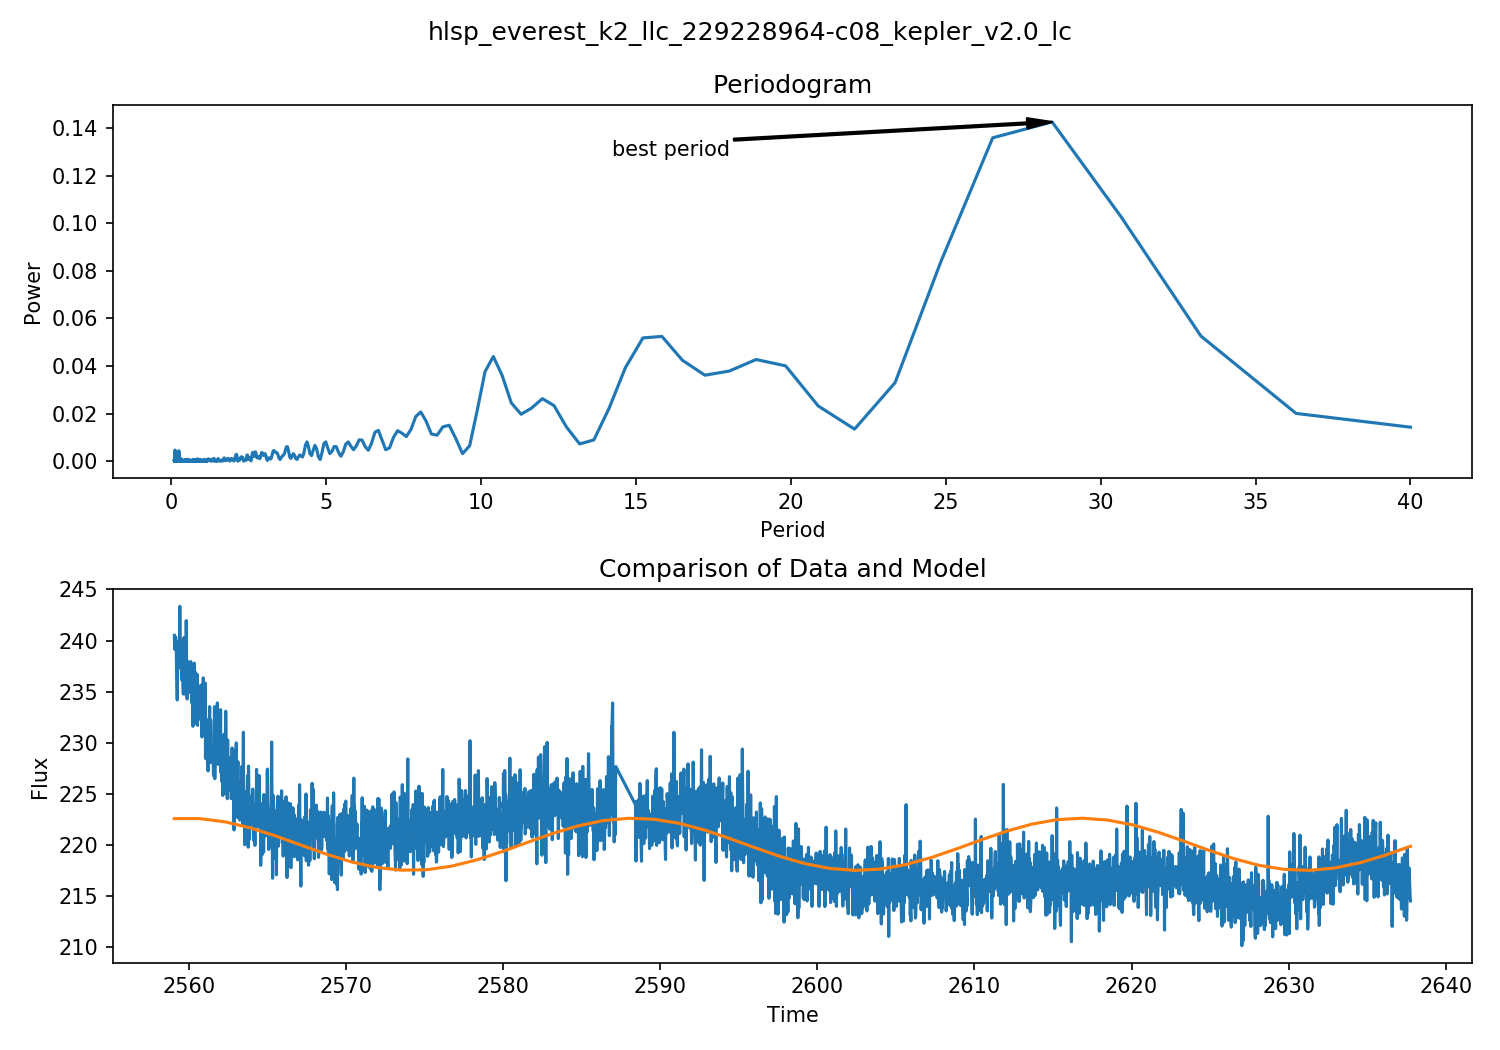 hlsp_everest_k2_llc_229228964-c08_kepler_v2.0_lc
Periodogram
0.14
0.12
0.10
0.08
0.06
0.04
0.02
0.00
Power
best period
0 5 10 15 20 25 30 35 40
Period
Comparison of Data and Model
245
240
235
230
225
220
215
210
Flux
2560 2570 2580 2590 2600 2610 2620 2630 2640
Time